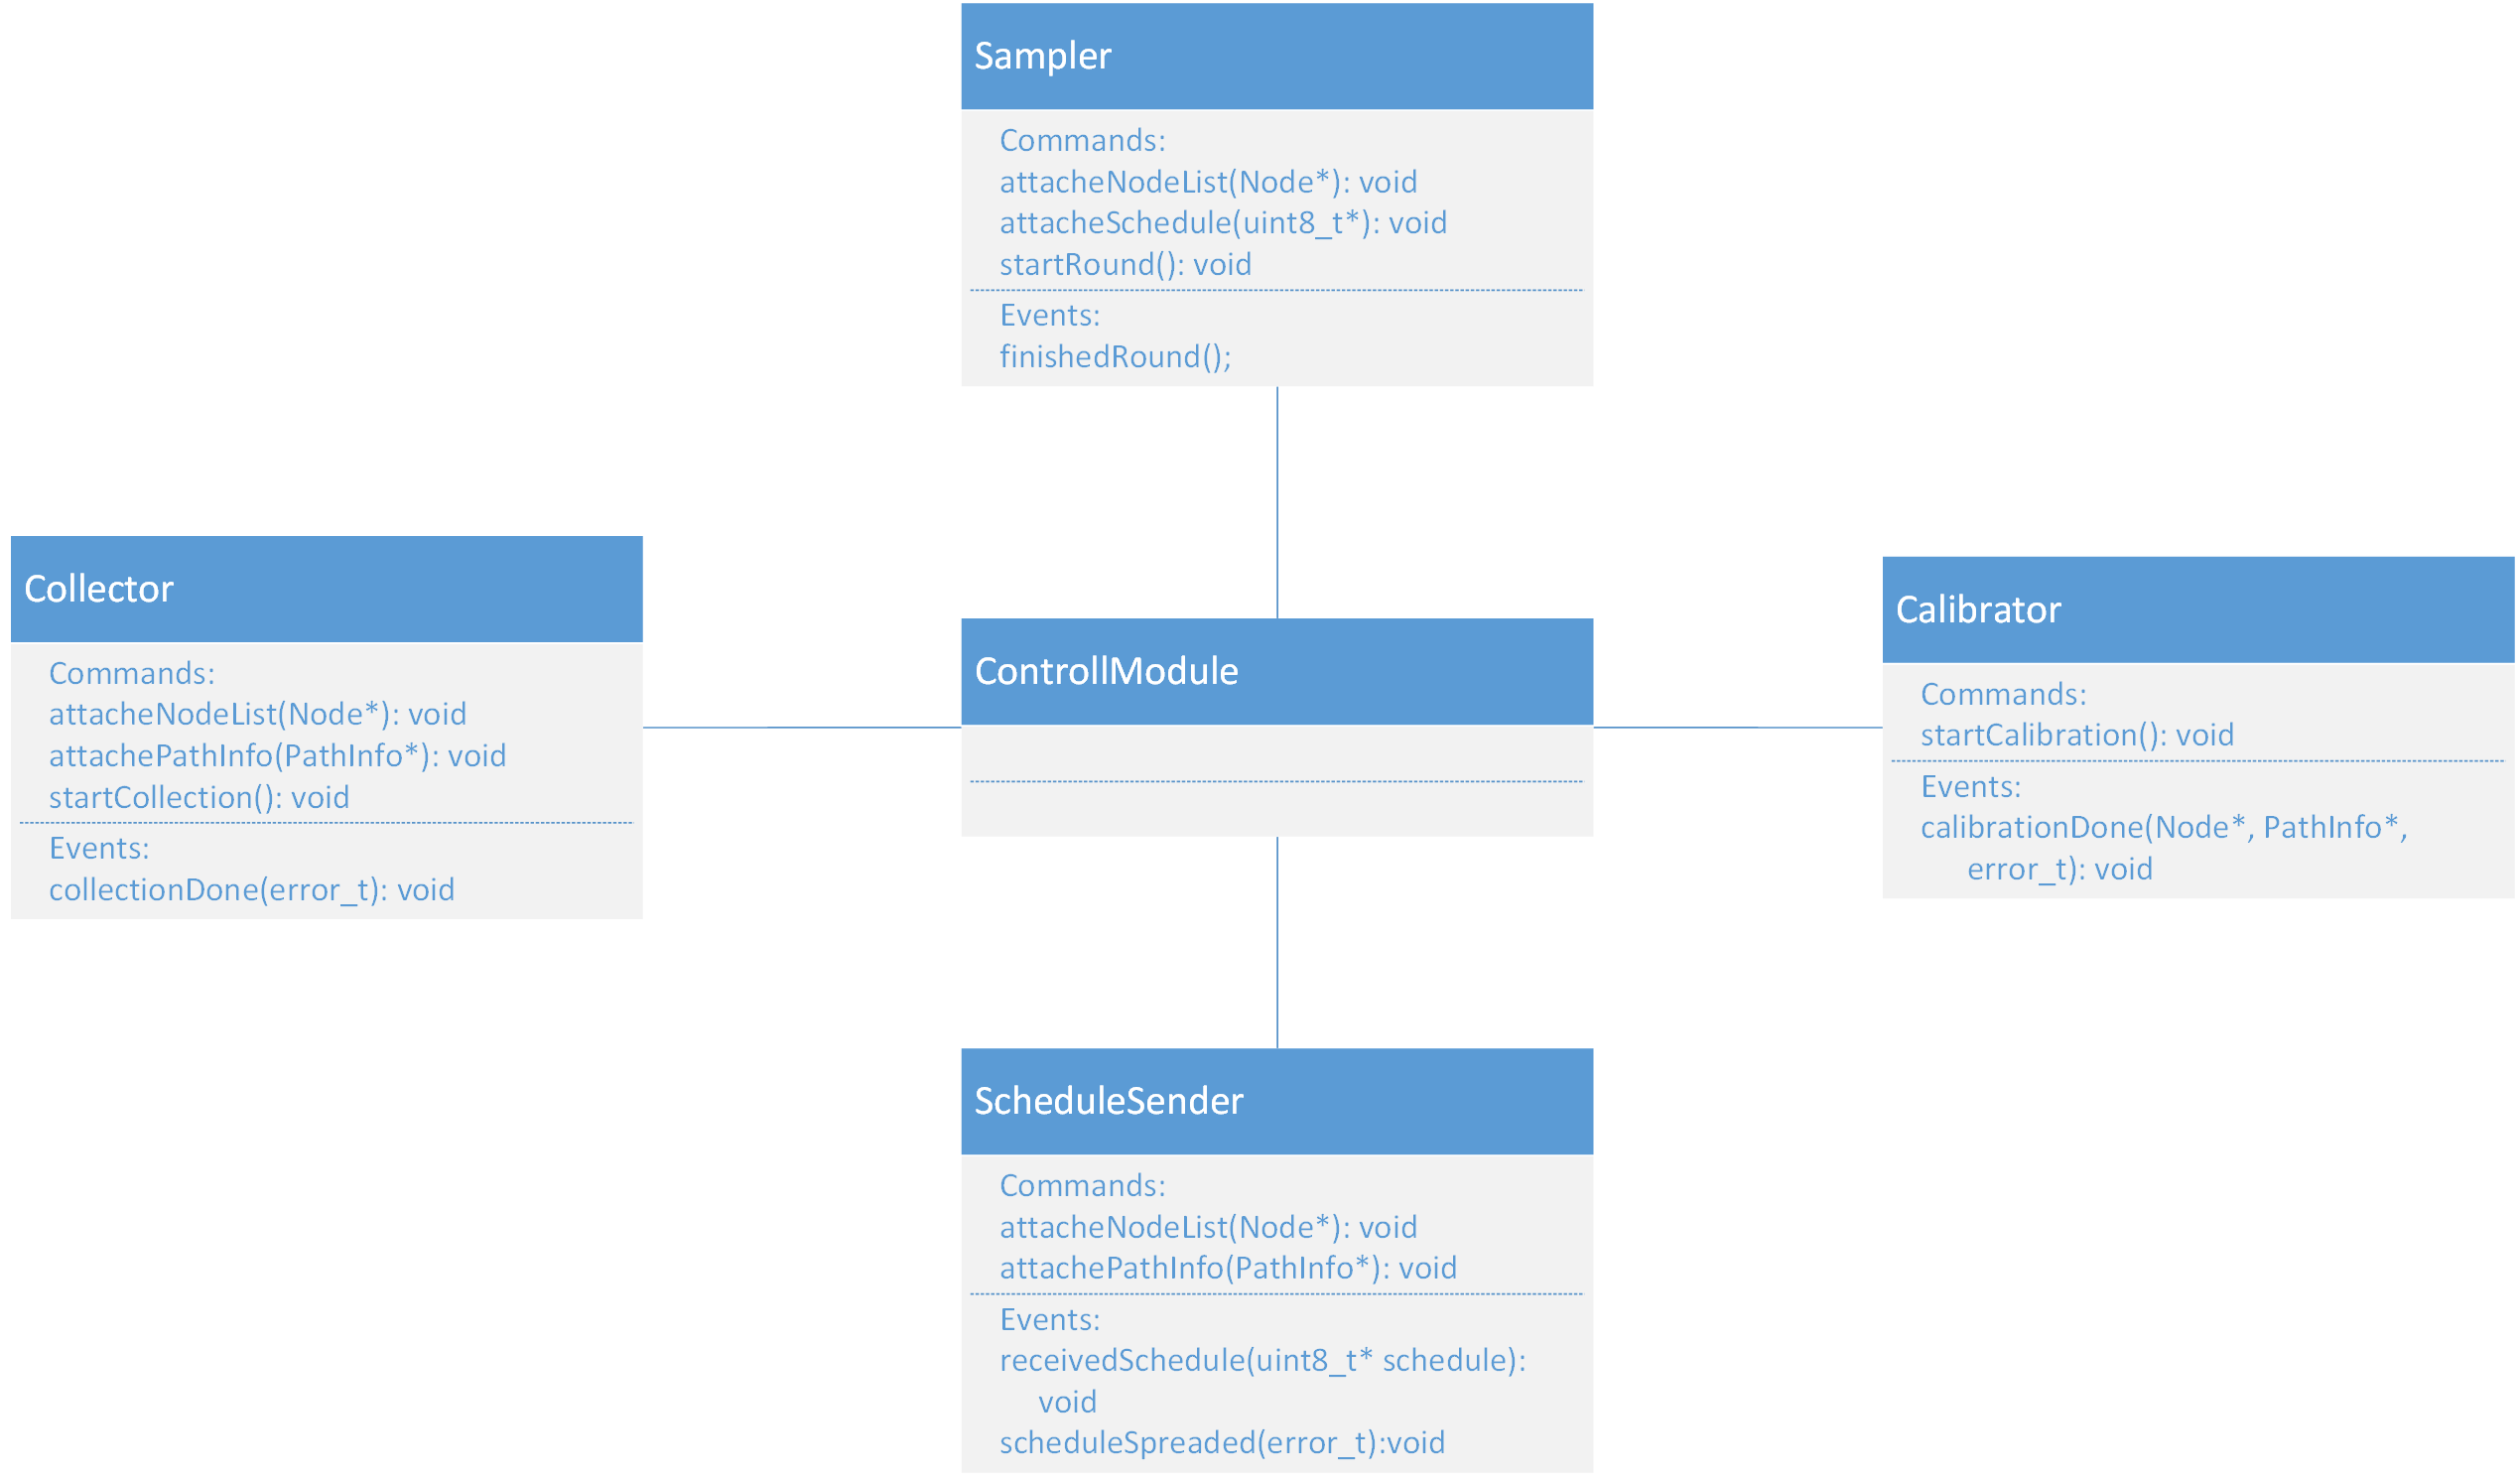 Sampler
Commands:
attacheNodeList(Node*): void
attacheSchedule(uint8_t*): void
startRound(): void
Events:
finishedRound();
Collector
Commands:
attacheNodeList(Node*): void
attachePathInfo(PathInfo*): void
startCollection(): void
Events:
collectionDone(error_t): void
ControllModule
Calibrator
Commands:
startCalibration(): void
Events:
calibrationDone(Node*, PathInfo*,
error_t): void
ScheduleSender
Commands:
attacheNodeList(Node*): void
attachePathInfo(PathInfo*): void
Events:
receivedSchedule(uint8_t* schedule):
void
scheduleSpreaded(error_t):void